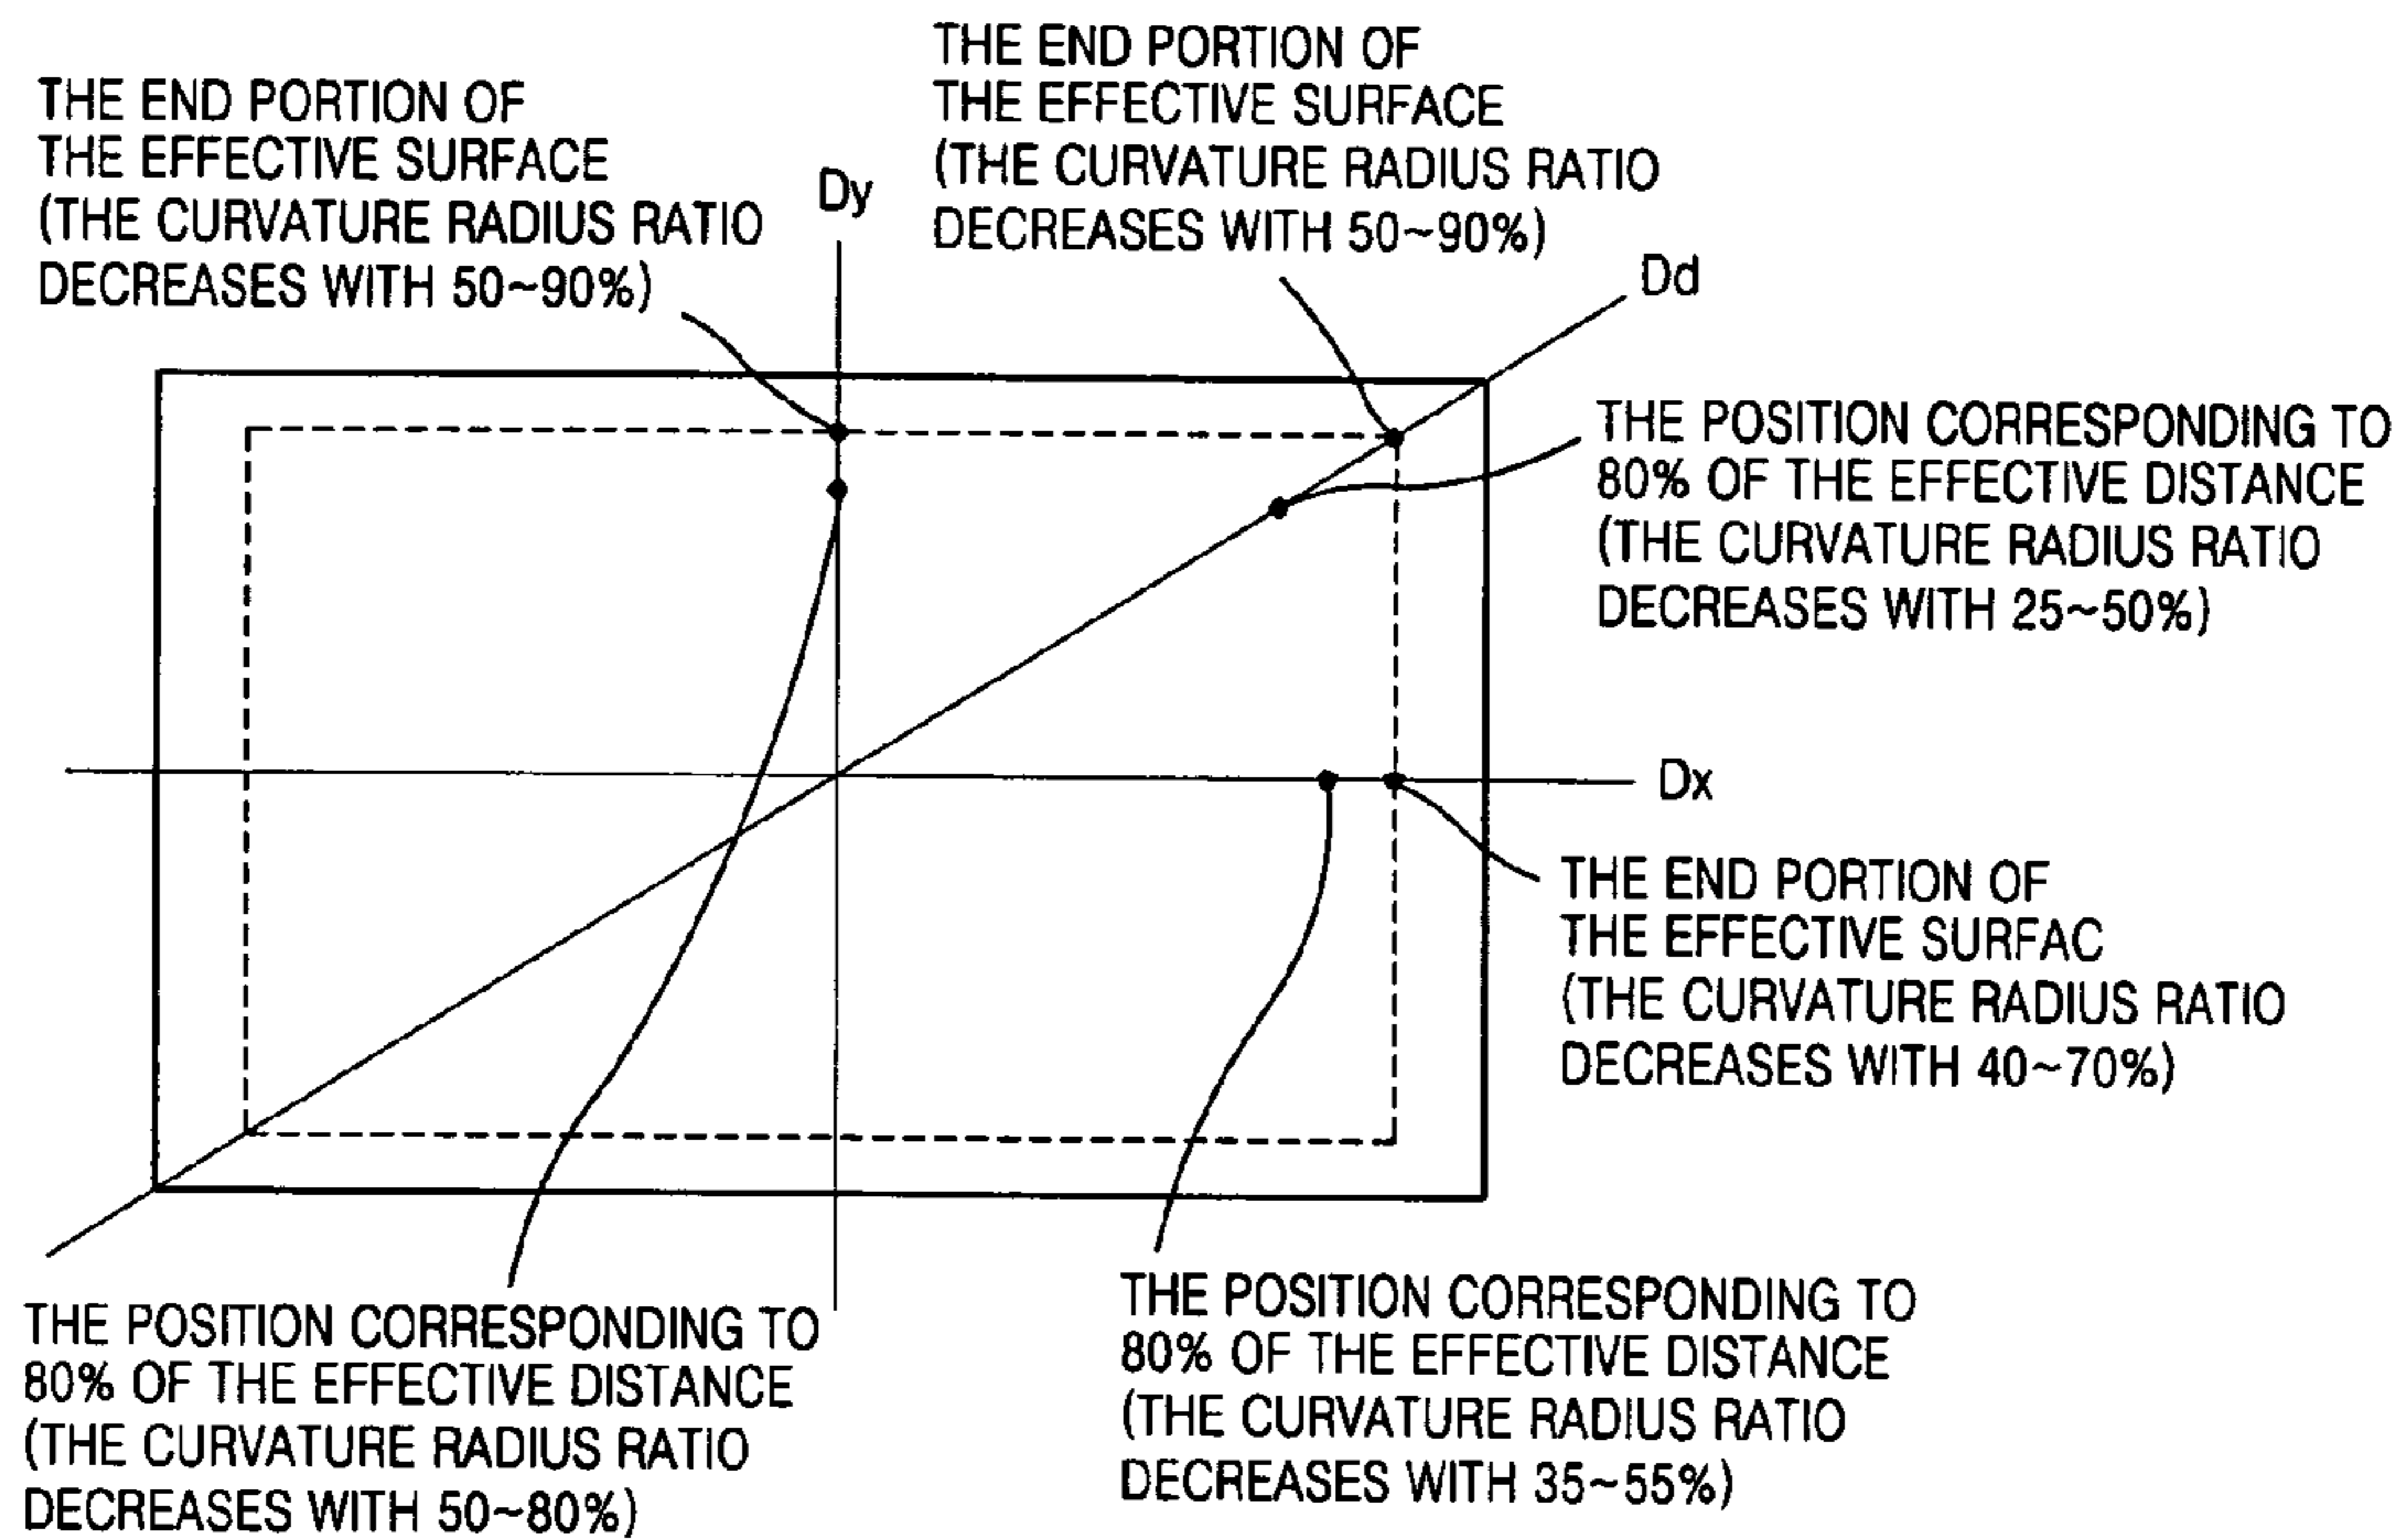 THE END PORTION OF
THE EFFECTIVE SURFACE
(THE CURVATURE RADIUS RATIO
DECREASES WITH 50~90%)
Dy
THE END PORTION OF
THE EFFECTIVE SURFACE
(THE CURVATURE RADIUS RATIO
DECREASES WITH 50~90%)
Dd
THE POSITION CORRESPONDING TO
80% OF THE EFFECTIVE DISTANCE
(THE CURVATURE RADIUS RATIO
DECREASES WITH 25~50%)
Dx
THE END PORTION OF
THE EFFECTIVE SURFAC
(THE CURVATURE RADIUS RATIO
DECREASES WITH 40~70%)
THE POSITION CORRESPONDING TO
80% OF THE EFFECTIVE DISTANCE
(THE CURVATURE RADIUS RATIO
DECREASES WITH 50~80%)
THE POSITION CORRESPONDING TO
80% OF THE EFFECTIVE DISTANCE
(THE CURVATURE RADIUS RATIO
DECREASES WITH 35~55%)